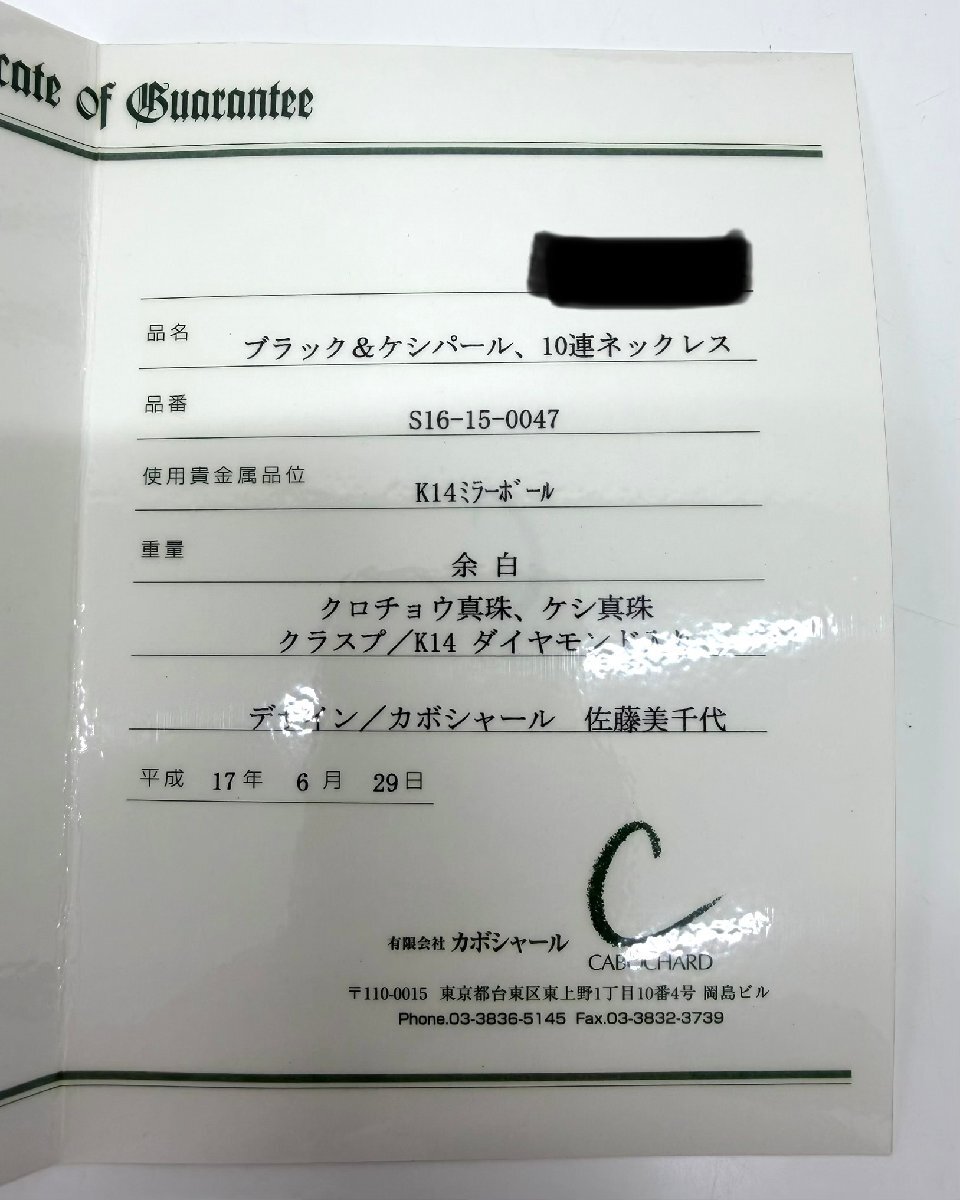 of Guarantee
品名 ブラック&ケシパール、10連ネックレス
品番 S16-15-0047
使用貴金属品位 K14ﾐﾗｰﾎﾞｰﾙ
重量 余白
クロチョウ真珠、ケシ真珠
クラスプ／K14 ダイヤモンド
デザイン／カボシャール 佐藤美千代
平成 17年 6月 29日
有限会社 カボシャール
CABOCHARD
〒110-0015 東京都台東区東上野1丁目10番4号 岡島ビル
Phone.03-3836-5145 Fax.03-3832-3739